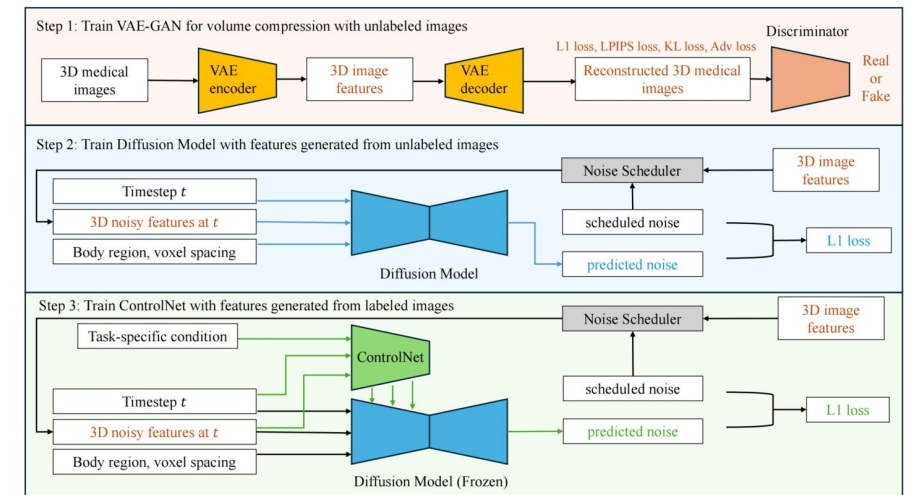 Step 1: Train VAE-GAN for volume compression with unlabeled images
Discriminator
L1 loss, LPIPS loss, KL loss, Adv loss
3D medical
images
VAE
encoder
3D image
features
VAE
decoder
Reconstructed 3D medical
images
Real
or
Fake
Step 2: Train Diffusion Model with features generated from unlabeled images
Noise Scheduler
3D image
features
Timestep t
3D noisy features at t
Body region, voxel spacing
Diffusion Model
scheduled noise
predicted noise
L1 loss
Step 3: Train ControlNet with features generated from labeled images
Noise Scheduler
3D image
features
Task-specific condition
ControlNet
Timestep t
3D noisy features at t
Body region, voxel spacing
Diffusion Model (Frozen)
scheduled noise
predicted noise
L1 loss